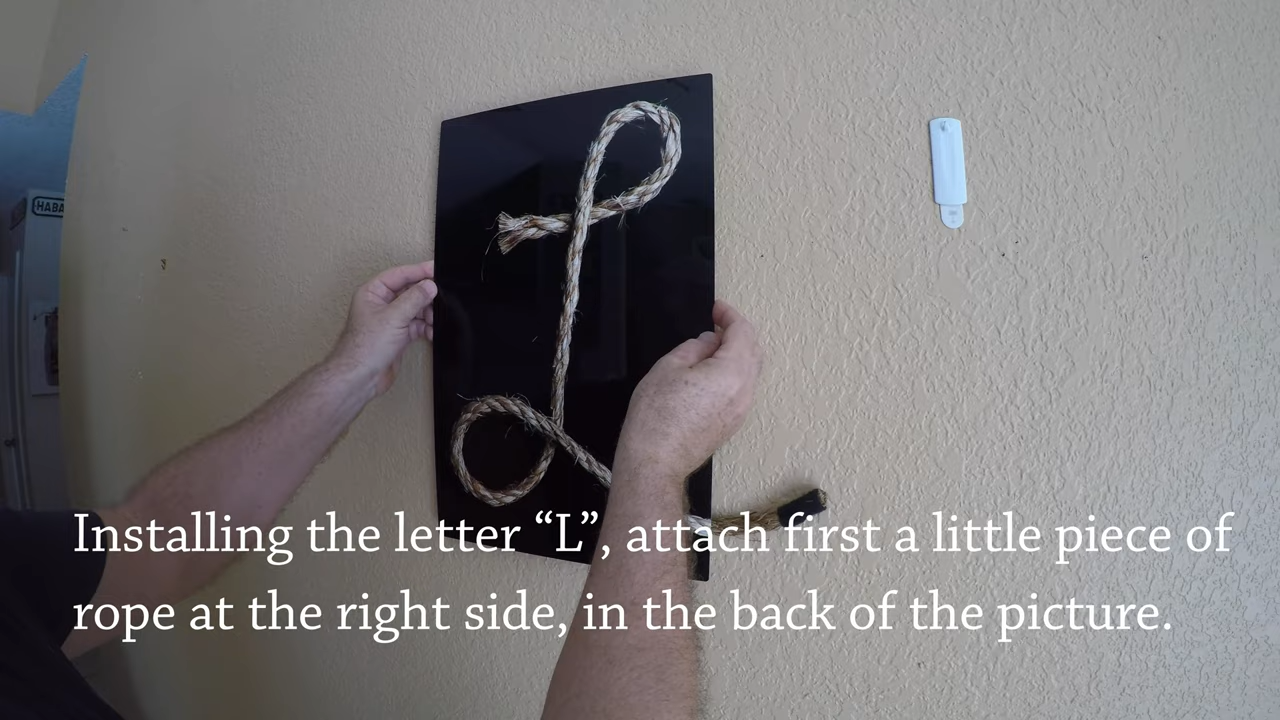 HABA
Installing the letter “L”, attach first a little piece of
rope at the right side, in the back of the picture.